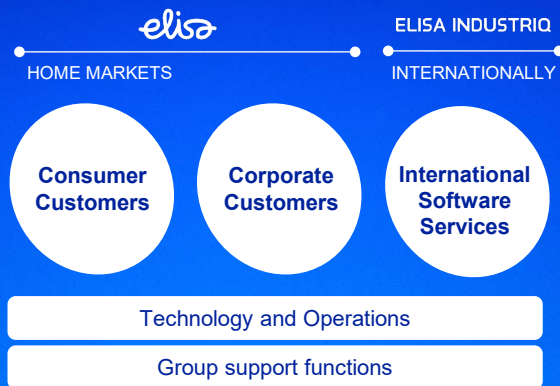 elisa
ELISA INDUSTRIQ
HOME MARKETS
INTERNATIONALLY
Consumer
Customers
Corporate
Customers
International
Software
Services
Technology and Operations
Group support functions